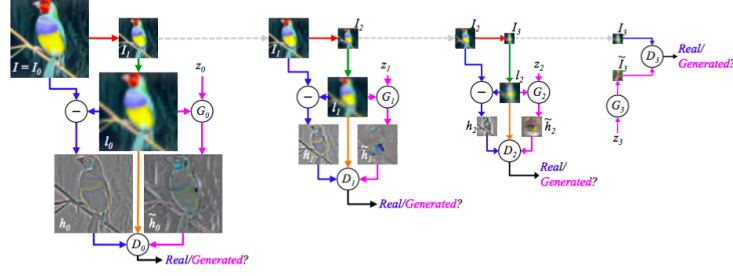 I = I₀
I₁
z₀
−
G₀
l₀
h₀
h̃₀
D₀
Real/Generated?
I₁
I₂
z₁
−
G₁
l₁
h₁
h̃₁
D₁
Real/Generated?
I₂
I₃
z₂
−
l₂
G₂
h₂
h̃₂
D₂
Real/
Generated?
I₃
Ĩ₃
D₃
Real/
Generated?
G₃
z₃